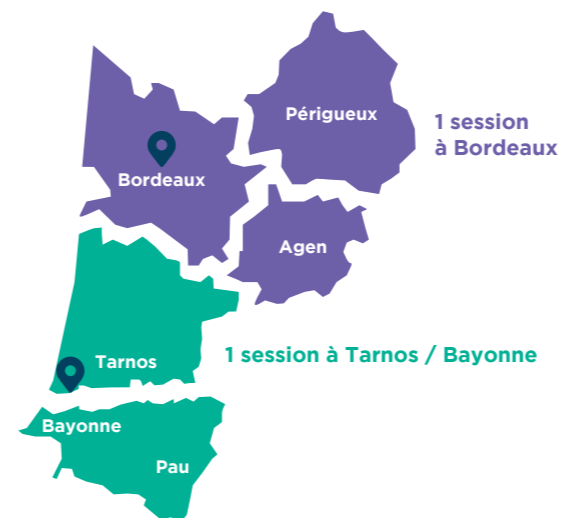 Périgueux
1 session
à Bordeaux
Bordeaux
Agen
Tarnos
1 session à Tarnos / Bayonne
Bayonne
Pau